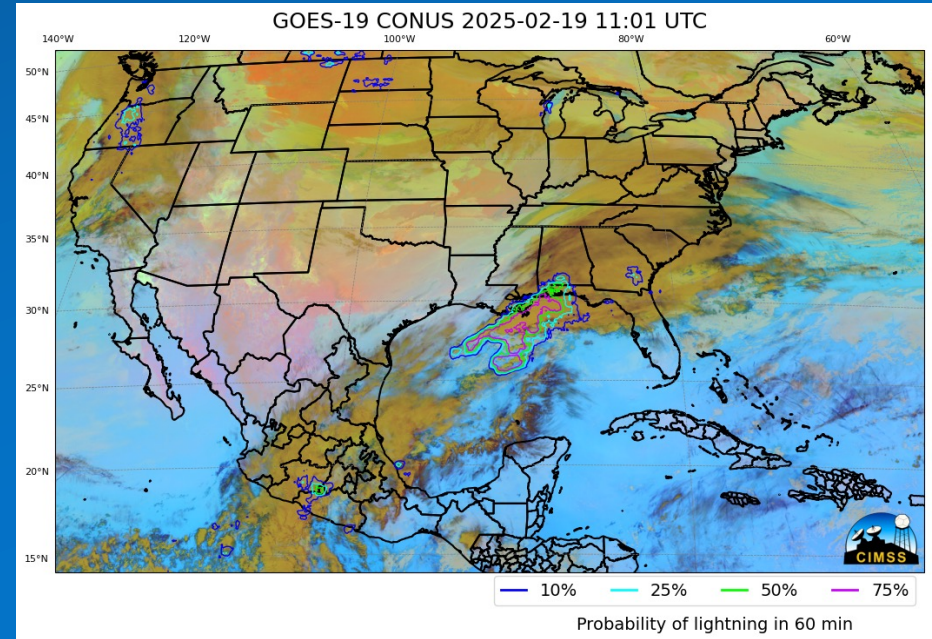 GOES-19 CONUS 2025-02-19 11:01 UTC
140°W 120°W 100°W 80°W 60°W
50°N
45°N
40°N
35°N
30°N
25°N
20°N
15°N
CIMSS
10% 25% 50% 75%
Probability of lightning in 60 min